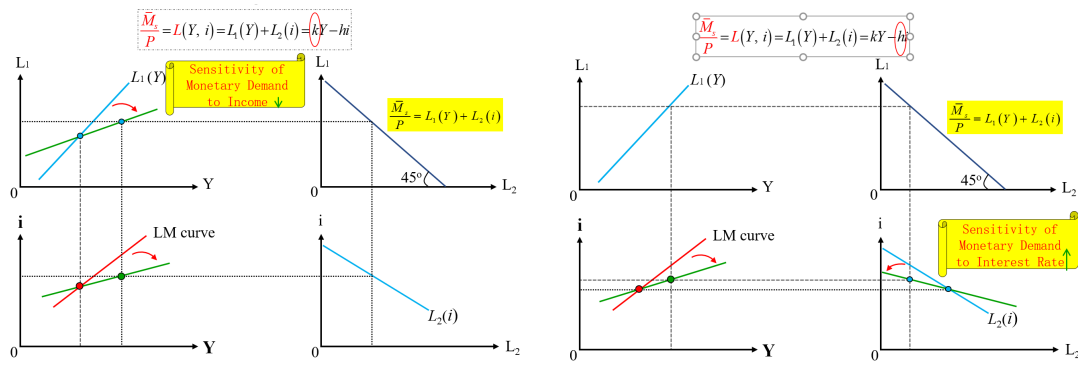 M̄ₛ/P = L(Y, i) = L₁(Y) + L₂(i) = kY − hi
L₁
L₁(Y)
Sensitivity of
Monetary Demand
to Income ↓
0
Y
L₁
M̄ₛ/P = L₁(Y) + L₂(i)
45°
0
L₂
i
LM curve
0
Y
i
L₂(i)
0
L₂
M̄ₛ/P = L(Y, i) = L₁(Y) + L₂(i) = kY − hi
L₁
L₁(Y)
0
Y
L₁
M̄ₛ/P = L₁(Y) + L₂(i)
45°
0
L₂
i
LM curve
0
Y
i
Sensitivity of
Monetary Demand
to Interest Rate ↑
L₂(i)
0
L₂